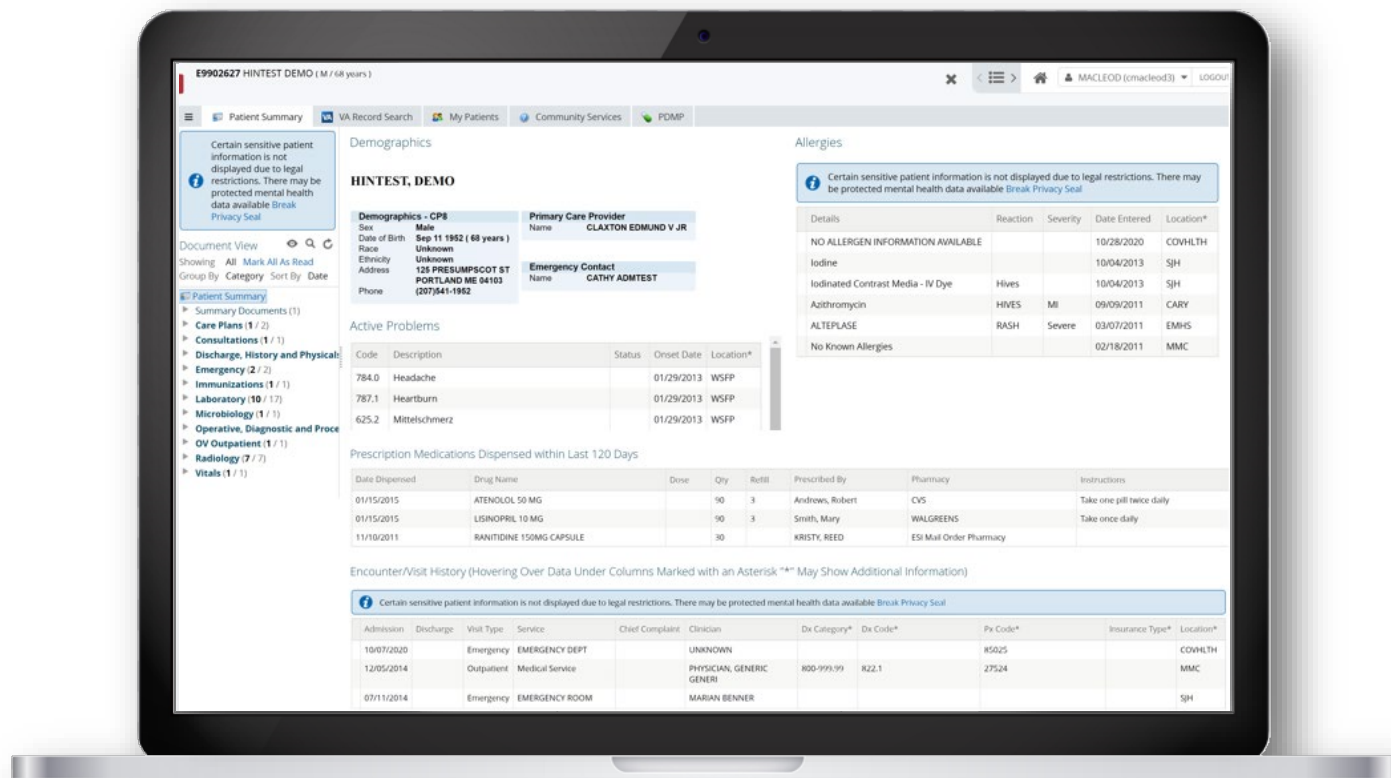 E9902627 HINTEST DEMO ( M / 68 years )
MACLEOD (cmacleod3)
LOGOUT
Patient Summary
VA Record Search
My Patients
Community Services
PDMP
Certain sensitive patient
information is not
displayed due to legal
restrictions. There may be
protected mental health
data available Break
Privacy Seal
Document View
Showing All Mark All As Read
Group By Category Sort By Date
Patient Summary
Summary Documents (1)
Care Plans (1 / 2)
Consultations (1 / 1)
Discharge, History and Physicals
Emergency (2 / 2)
Immunizations (1 / 1)
Laboratory (10 / 17)
Microbiology (1 / 1)
Operative, Diagnostic and Proce
OV Outpatient (1 / 1)
Radiology (7 / 7)
Vitals (1 / 1)
Demographics
HINTEST, DEMO
Demographics - CP8
Sex Male
Date of Birth Sep 11 1952 ( 68 years )
Race Unknown
Ethnicity Unknown
Address 125 PRESUMPSCOT ST
PORTLAND ME 04103
Phone (207)541-1952
Primary Care Provider
Name CLAXTON EDMUND V JR
Emergency Contact
Name CATHY ADMTEST
Allergies
Certain sensitive patient information is not displayed due to legal restrictions. There may
be protected mental health data available Break Privacy Seal
Details Reaction Severity Date Entered Location*
NO ALLERGEN INFORMATION AVAILABLE 10/28/2020 COVHLTH
Iodine 10/04/2013 SJH
Iodinated Contrast Media - IV Dye Hives 10/04/2013 SJH
Azithromycin HIVES MI 09/09/2011 CARY
ALTEPLASE RASH Severe 03/07/2011 EMHS
No Known Allergies 02/18/2011 MMC
Active Problems
Code Description Status Onset Date Location*
784.0 Headache 01/29/2013 WSFP
787.1 Heartburn 01/29/2013 WSFP
625.2 Mittelschmerz 01/29/2013 WSFP
Prescription Medications Dispensed within Last 120 Days
Date Dispensed Drug Name Dose Qty Refill Prescribed By Pharmacy Instructions
01/15/2015 ATENOLOL 50 MG 90 3 Andrews, Robert CVS Take one pill twice daily
01/15/2015 LISINOPRIL 10 MG 90 3 Smith, Mary WALGREENS Take once daily
11/10/2011 RANITIDINE 150MG CAPSULE 30 KRISTY, REED ESI Mail Order Pharmacy
Encounter/Visit History (Hovering Over Data Under Columns Marked with an Asterisk "*" May Show Additional Information)
Certain sensitive patient information is not displayed due to legal restrictions. There may be protected mental health data available Break Privacy Seal
Admission Discharge Visit Type Service Chief Complaint Clinician Dx Category* Dx Code* Px Code* Insurance Type* Location*
10/07/2020 Emergency EMERGENCY DEPT UNKNOWN 85025 COVHLTH
12/05/2014 Outpatient Medical Service PHYSICIAN, GENERIC 800-999.99 822.1 27524 MMC
GENERI
07/11/2014 Emergency EMERGENCY ROOM MARIAN BENNER SJH